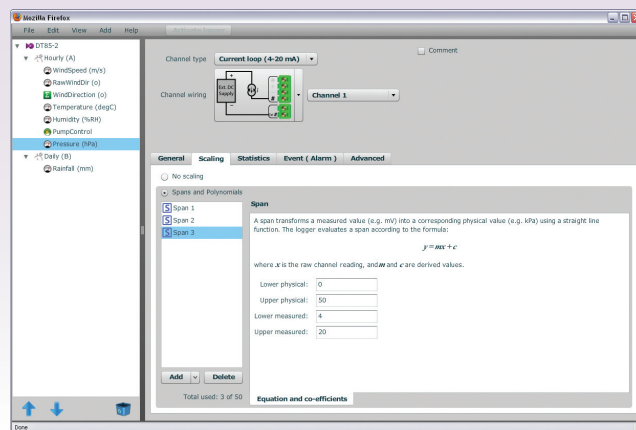 Mozilla Firefox
File Edit View Add Help
DT85-2
Hourly (A)
WindSpeed (m/s)
RawWindDir (o)
WindDirection (o)
Temperature (degC)
Humidity (%RH)
PumpControl
Pressure (hPa)
Daily (B)
Rainfall (mm)
Channel type Current loop (4-20 mA)
Comment
Channel wiring
Ext. DC
Supply
+
−
i
Channel 1
General Scaling Statistics Event ( Alarm ) Advanced
No scaling
Spans and Polynomials
Span 1
Span 2
Span 3
Add Delete
Total used: 3 of 50
Span
A span transforms a measured value (e.g. mV) into a corresponding physical value (e.g. kPa) using a straight line
function. The logger evaluates a span according to the formula:
y=mx+c
where x is the raw channel reading, and m and c are derived values.
Lower physical: 0
Upper physical: 50
Lower measured: 4
Upper measured: 20
Equation and co-efficients
Done